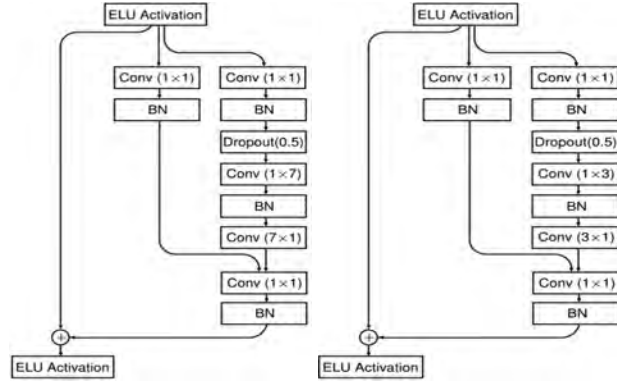 ELU Activation
Conv (1×1)
Conv (1×1)
BN
BN
Dropout(0.5)
Conv (1×7)
BN
Conv (7×1)
Conv (1×1)
BN
+
ELU Activation
ELU Activation
Conv (1×1)
Conv (1×1)
BN
BN
Dropout(0.5)
Conv (1×3)
BN
Conv (3×1)
Conv (1×1)
BN
+
ELU Activation